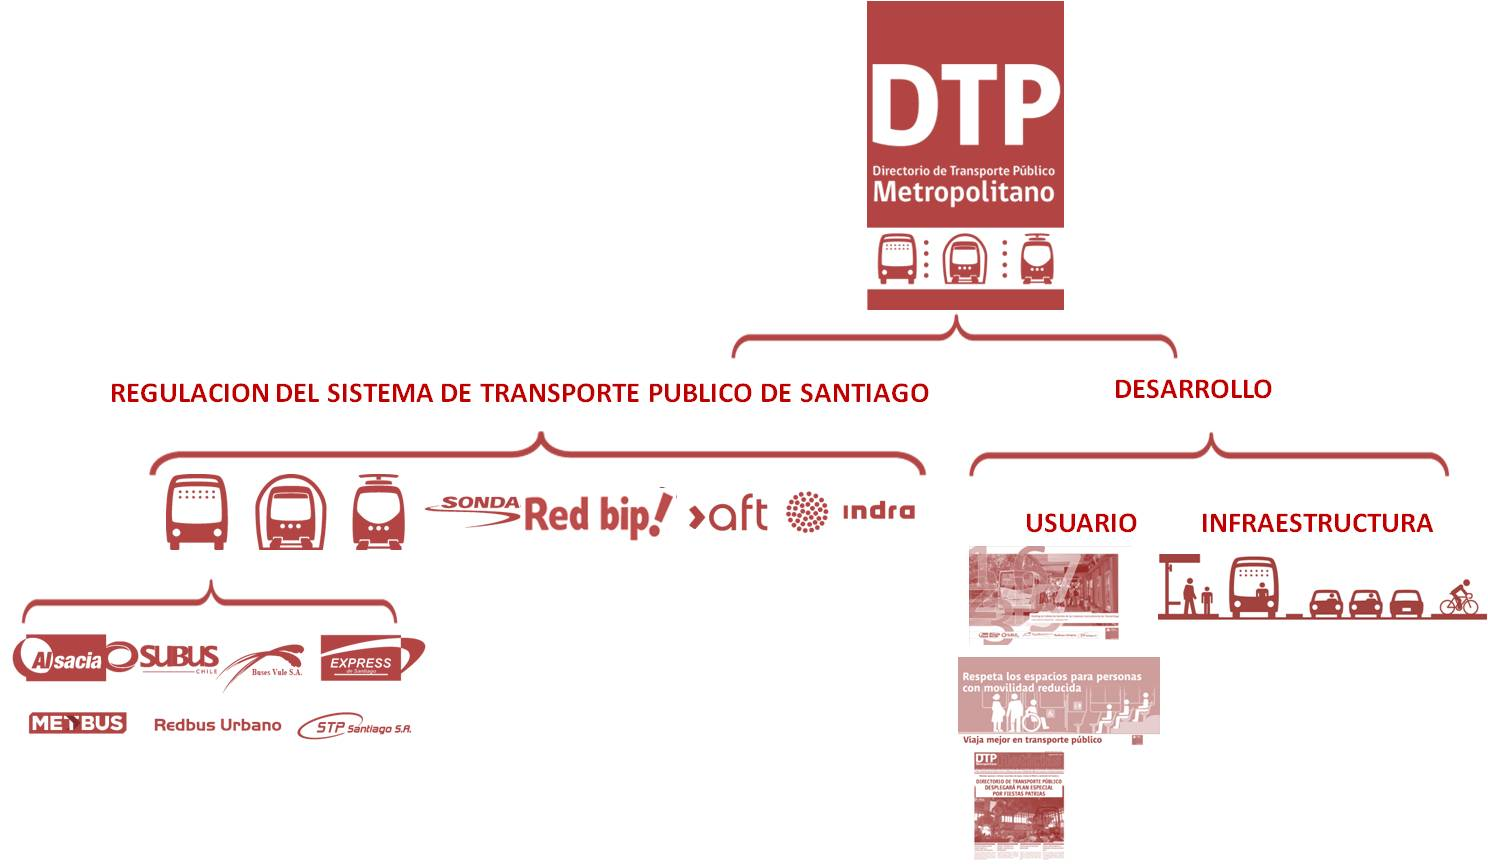 DTP
Directorio de Transporte Público
Metropolitano
REGULACION DEL SISTEMA DE TRANSPORTE PUBLICO DE SANTIAGO
DESARROLLO
SONDA
Red bip!
aft
indra
USUARIO
INFRAESTRUCTURA
Alsacia
SUBUS
CHILE
Buses Vule S.A.
EXPRESS
de Santiago
METBUS
Redbus Urbano
STP Santiago S.A.
Respeta los espacios para personas
con movilidad reducida
Viaja mejor en transporte público
DTP
Metropolitano
DIRECTORIO DE TRANSPORTE PÚBLICO
DESPLEGARÁ PLAN ESPECIAL
POR FIESTAS PATRIAS